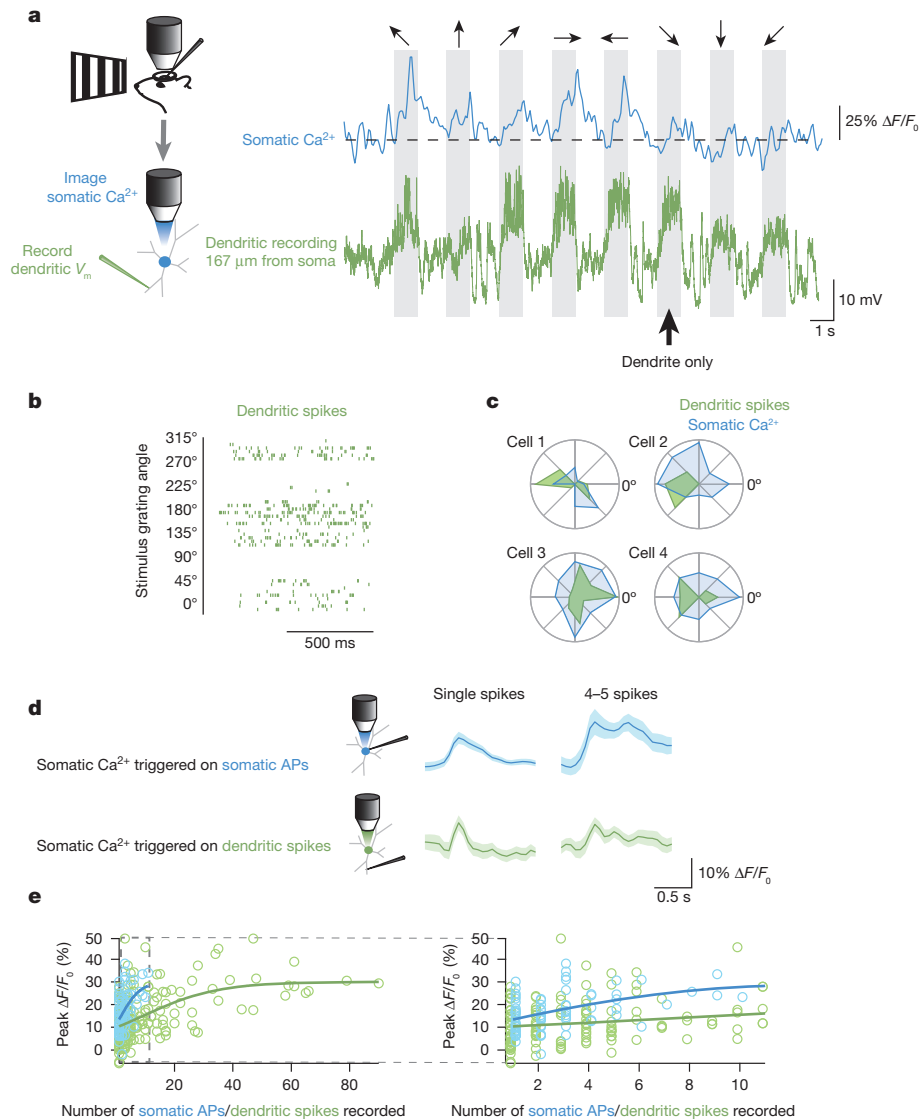 a
Image
somatic Ca²⁺
Record
dendritic Vₘ
Somatic Ca²⁺
25% ΔF/F₀
Dendritic recording
167 μm from soma
10 mV
1 s
Dendrite only
b
Dendritic spikes
Stimulus grating angle
315°
270°
225°
180°
135°
90°
45°
0°
500 ms
c
Dendritic spikes
Somatic Ca²⁺
Cell 1
0°
Cell 2
0°
Cell 3
0°
Cell 4
0°
d
Single spikes
4–5 spikes
Somatic Ca²⁺ triggered on somatic APs
Somatic Ca²⁺ triggered on dendritic spikes
10% ΔF/F₀
0.5 s
e
Peak ΔF/F₀ (%)
50
40
30
20
10
0
20 40 60 80
Number of somatic APs/dendritic spikes recorded
Peak ΔF/F₀ (%)
50
40
30
20
10
0
2 4 6 8 10
Number of somatic APs/dendritic spikes recorded